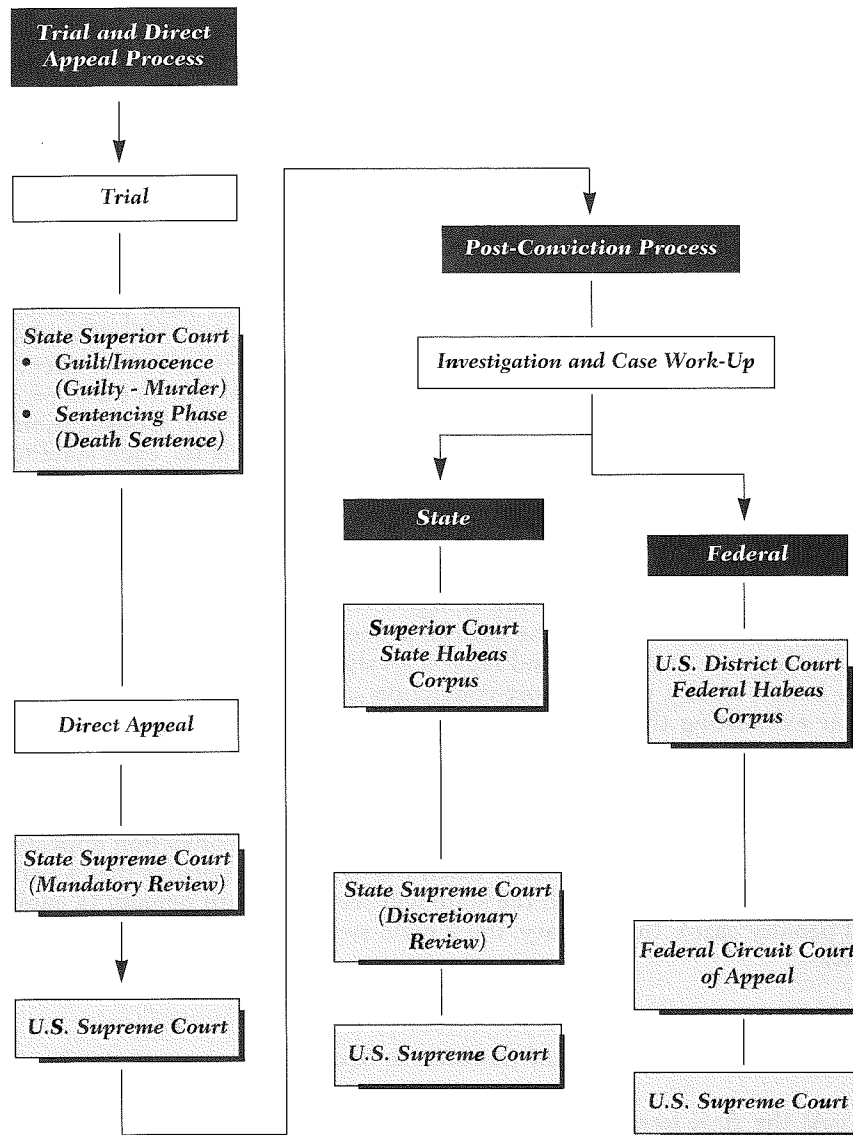 Trial and Direct
Appeal Process
Trial
State Superior Court
• Guilt/Innocence
(Guilty - Murder)
• Sentencing Phase
(Death Sentence)
Direct Appeal
State Supreme Court
(Mandatory Review)
U.S. Supreme Court
Post-Conviction Process
Investigation and Case Work-Up
State
Superior Court
State Habeas
Corpus
State Supreme Court
(Discretionary
Review)
U.S. Supreme Court
Federal
U.S. District Court
Federal Habeas
Corpus
Federal Circuit Court
of Appeal
U.S. Supreme Court